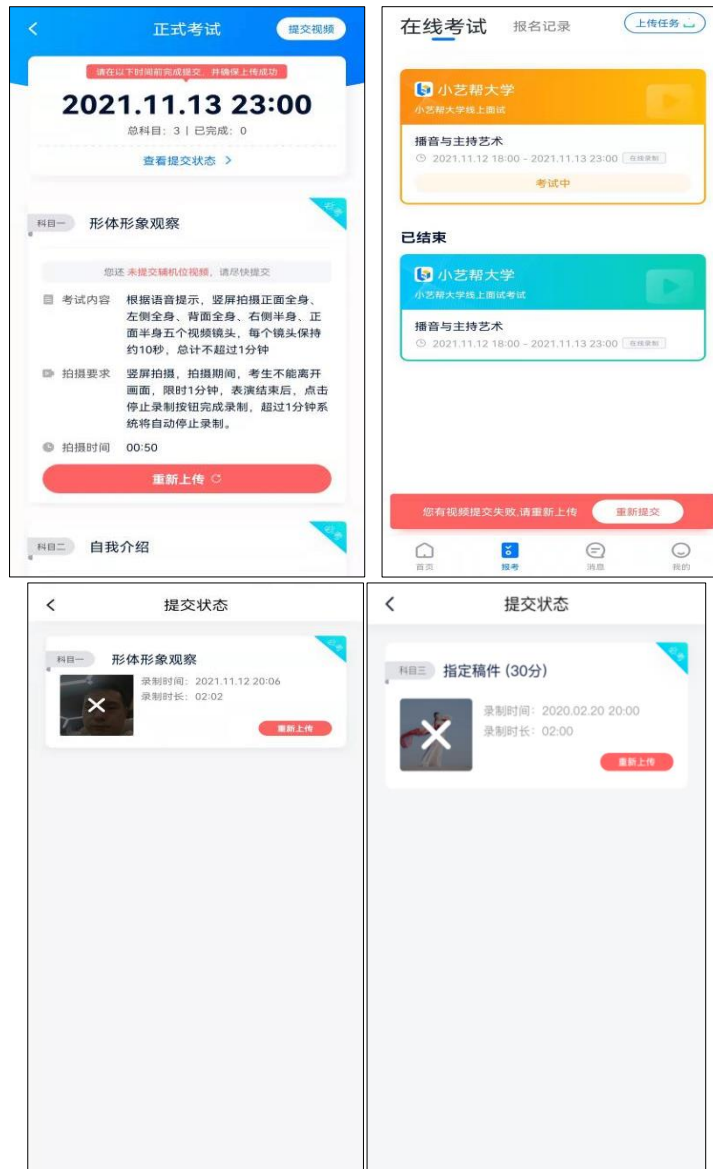 正式考试
提交视频
请在以下时间前完成提交，并确保上传成功
2021.11.13 23:00
总科目：3 | 已完成：0
查看提交状态 >
必考
科目一
形体形象观察
您还 未提交辅机位视频，请尽快提交
考试内容
根据语音提示，竖屏拍摄正面全身、
左侧全身、背面全身、右侧半身、正
面半身五个视频镜头，每个镜头保持
约10秒，总计不超过1分钟
拍摄要求
竖屏拍摄，拍摄期间，考生不能离开
画面，限时1分钟，表演结束后，点击
停止录制按钮完成录制，超过1分钟系
统将自动停止录制。
拍摄时间
00:50
重新上传
必考
科目二
自我介绍
在线考试
报名记录
上传任务
小艺帮大学
小艺帮大学线上面试
播音与主持艺术
2021.11.12 18:00 - 2021.11.13 23:00 在线录制
考试中
已结束
小艺帮大学
小艺帮大学线上面试考试
播音与主持艺术
2021.11.12 18:00 - 2021.11.13 23:00 在线录制
您有视频提交失败,请重新上传
重新提交
首页
报考
消息
我的
提交状态
必考
科目一
形体形象观察
录制时间：2021.11.12 20:06
录制时长：02:02
重新上传
提交状态
必考
科目三
指定稿件 (30分)
录制时间：2020.02.20 20:00
录制时长：02:00
重新上传